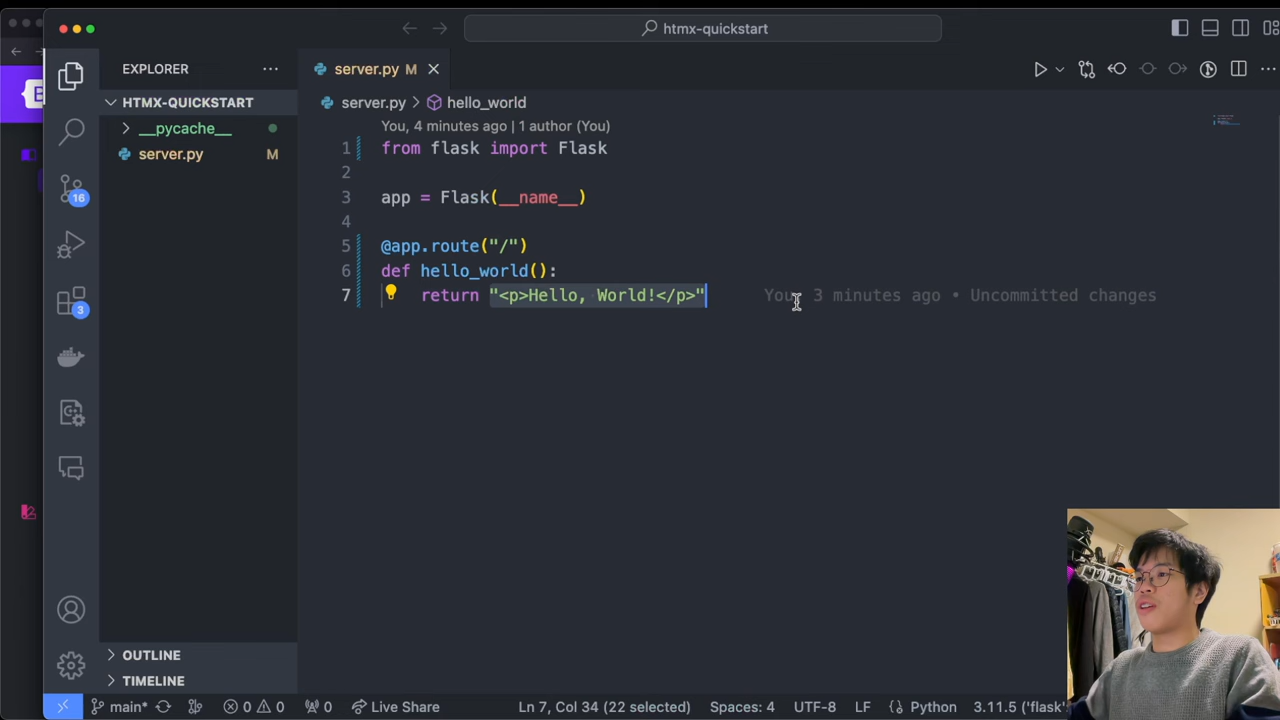 htmx-quickstart
EXPLORER
server.py M
HTMX-QUICKSTART
server.py
hello_world
__pycache__
You, 4 minutes ago | 1 author (You)
server.py
M
1 from flask import Flask
2
3 app = Flask(__name__)
16
4
5 @app.route("/")
6 def hello_world():
7 return "<p>Hello, World!</p>" You, 3 minutes ago • Uncommitted changes
3
OUTLINE
TIMELINE
main* 0 0 0 Live Share Ln 7, Col 34 (22 selected) Spaces: 4 UTF-8 LF Python 3.11.5 ('flask'